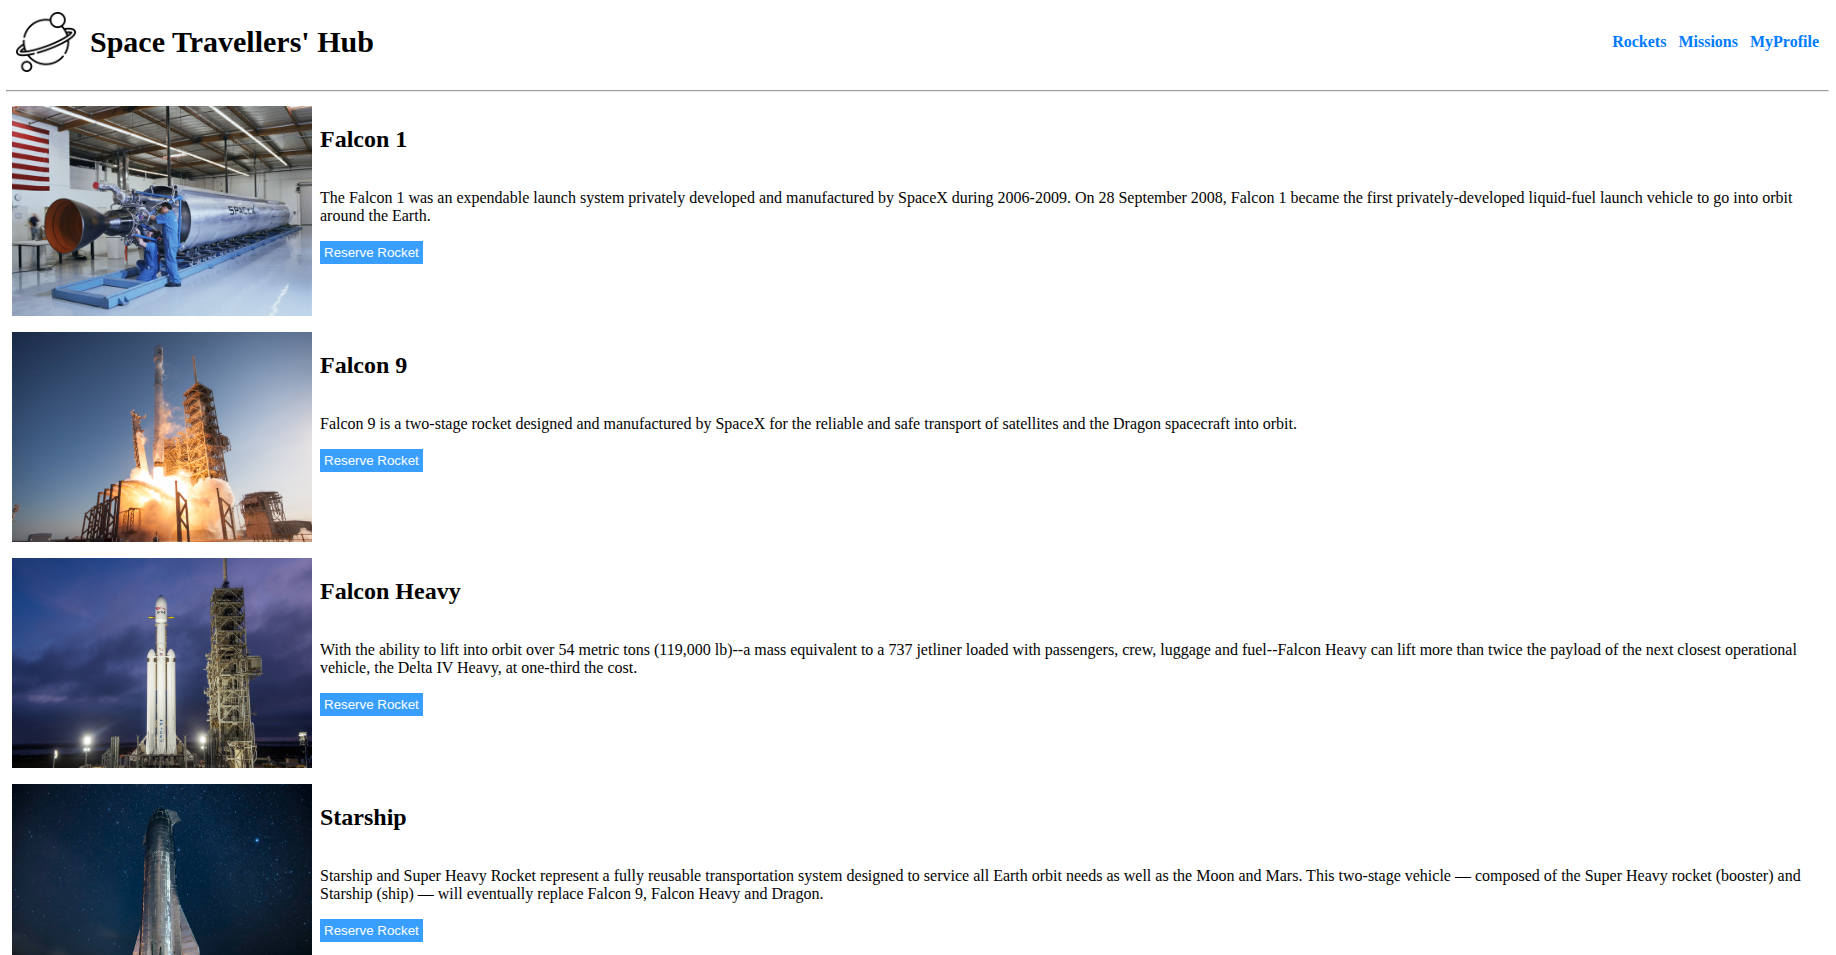 Space Travellers' Hub
Rockets Missions MyProfile
Falcon 1
The Falcon 1 was an expendable launch system privately developed and manufactured by SpaceX during 2006-2009. On 28 September 2008, Falcon 1 became the first privately-developed liquid-fuel launch vehicle to go into orbit
around the Earth.
Reserve Rocket
SPACEX
Falcon 9
Falcon 9 is a two-stage rocket designed and manufactured by SpaceX for the reliable and safe transport of satellites and the Dragon spacecraft into orbit.
Reserve Rocket
Falcon Heavy
With the ability to lift into orbit over 54 metric tons (119,000 lb)--a mass equivalent to a 737 jetliner loaded with passengers, crew, luggage and fuel--Falcon Heavy can lift more than twice the payload of the next closest operational
vehicle, the Delta IV Heavy, at one-third the cost.
Reserve Rocket
Starship
Starship and Super Heavy Rocket represent a fully reusable transportation system designed to service all Earth orbit needs as well as the Moon and Mars. This two-stage vehicle — composed of the Super Heavy rocket (booster) and
Starship (ship) — will eventually replace Falcon 9, Falcon Heavy and Dragon.
Reserve Rocket